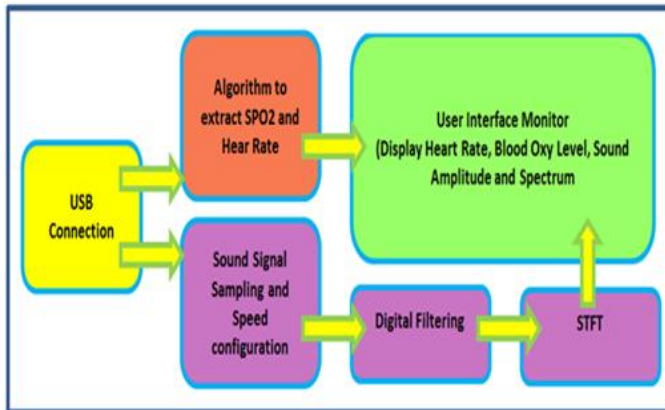 USB
Connection
Algorithm to
extract SPO2 and
Hear Rate
Sound Signal
Sampling and
Speed
configuration
User Interface Monitor
(Display Heart Rate, Blood Oxy Level, Sound
Amplitude and Spectrum
Digital Filtering
STFT